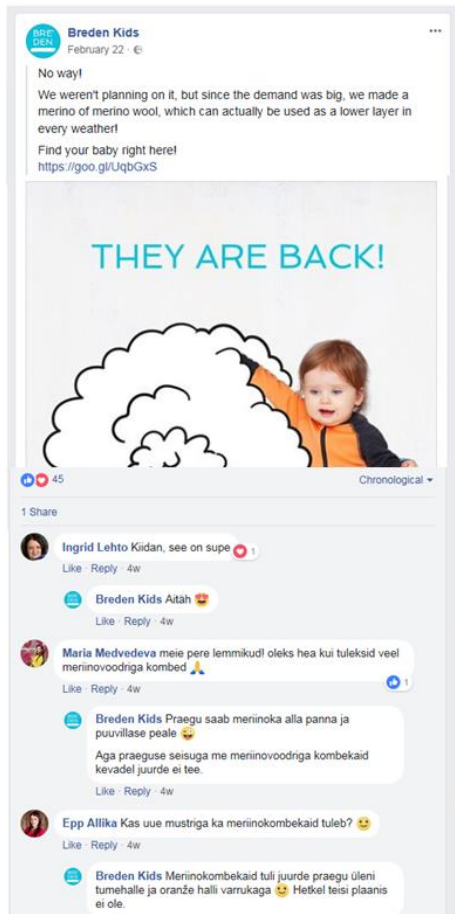 BRE'
DEN
Breden Kids
February 22
No way!
We weren't planning on it, but since the demand was big, we made a
merino of merino wool, which can actually be used as a lower layer in
every weather!
Find your baby right here!
https://goo.gl/UqbGxS
THEY ARE BACK!
45
Chronological
1 Share
Ingrid Lehto Kiidan, see on supe 1
Like · Reply · 4w
Breden Kids Aitäh 😍
Like · Reply · 4w
Maria Medvedeva meie pere lemmikud! oleks hea kui tuleksid veel
meriinovoodriga kombed 🙏
1
Like · Reply · 4w
Breden Kids Praegu saab meriinoka alla panna ja
puuvillase peale 😜
Aga praeguse seisuga me meriinovoodriga kombekaid
kevadel juurde ei tee.
Like · Reply · 4w
Epp Allika Kas uue mustriga ka meriinokombekaid tuleb? 🙂
Like · Reply · 4w
Breden Kids Meriinokombekaid tuli juurde praegu üleni
tumehalle ja oranže halli varrukaga 🙂 Hetkel teisi plaanis
ei ole.